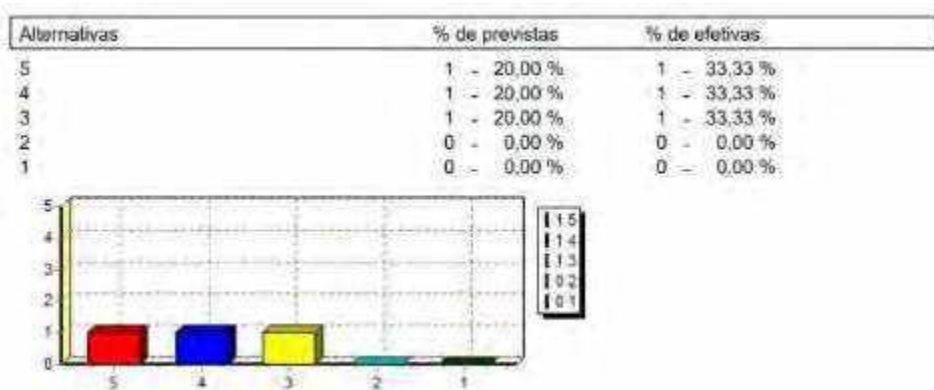 Alternativas % de previstas % de efetivas
5 1 - 20,00 % 1 - 33,33 %
4 1 - 20,00 % 1 - 33,33 %
3 1 - 20,00 % 1 - 33,33 %
2 0 - 0,00 % 0 - 0,00 %
1 0 - 0,00 % 0 - 0,00 %
5
4
3
2
1
0
5 4 3 2 1
1 5
1 4
1 3
0 2
0 1